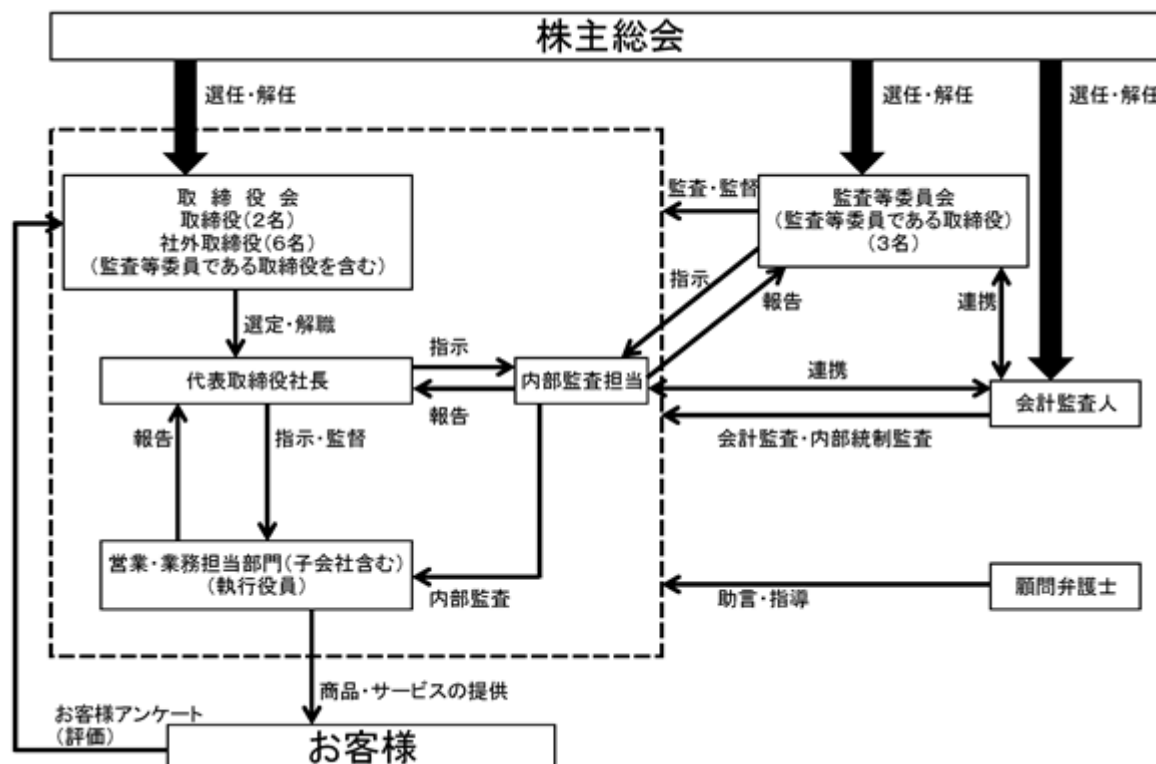 株主総会
選任・解任
選任・解任
選任・解任
取 締 役 会
取締役(2名)
社外取締役(6名)
(監査等委員である取締役を含む)
監査・監督
監査等委員会
(監査等委員である取締役)
(3名)
指示
報告
連携
選定・解職
代表取締役社長
指示
報告
内部監査担当
連携
会計監査人
会計監査・内部統制監査
報告
指示・監督
営業・業務担当部門(子会社含む)
(執行役員)
内部監査
助言・指導
顧問弁護士
商品・サービスの提供
お客様アンケート
(評価)
お客様